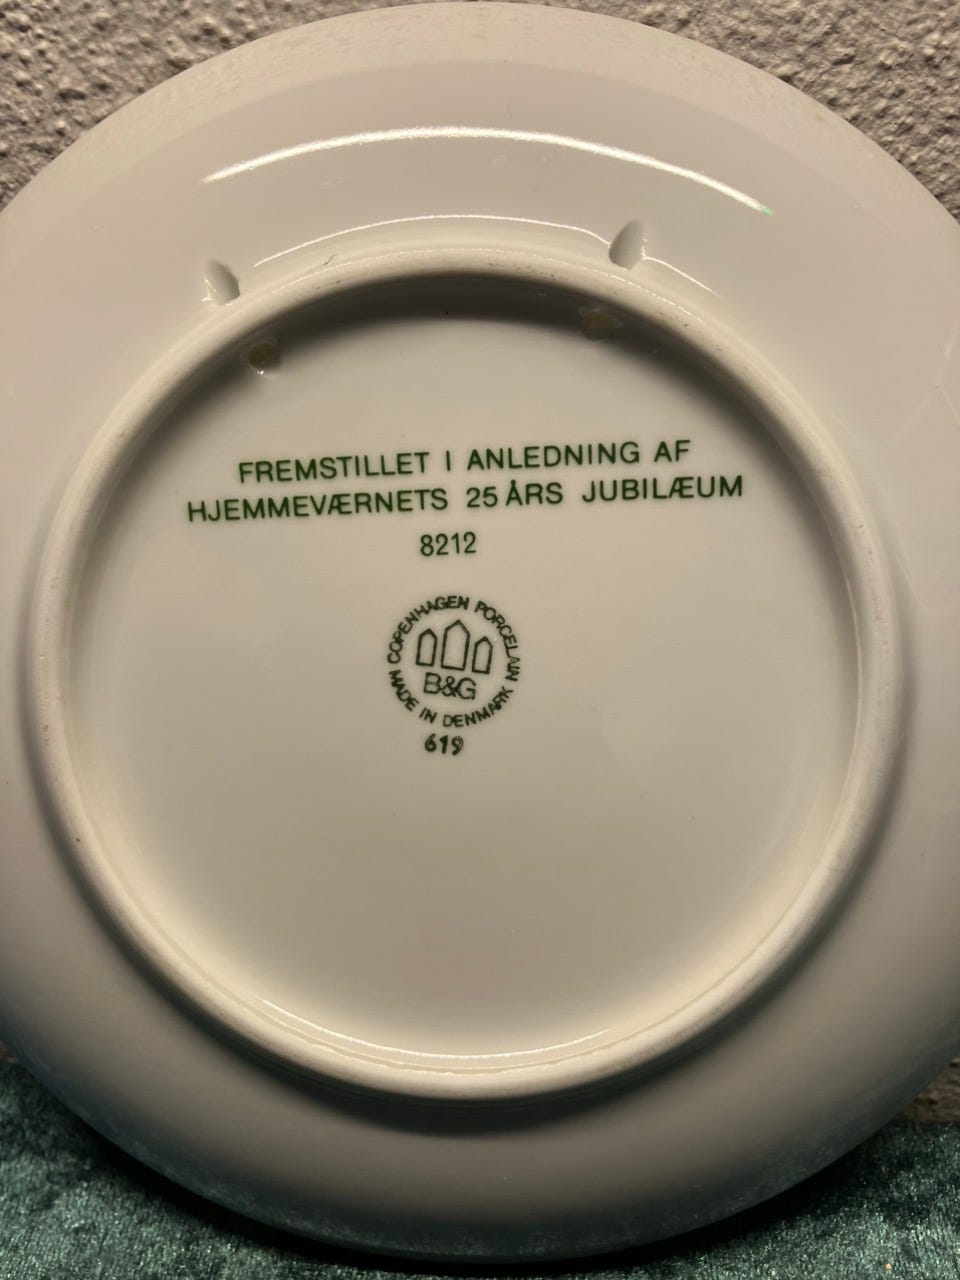 FREMSTILLET I ANLEDNING AF
HJEMMEVÆRNETS 25 ÅRS JUBILÆUM
8212
COPENHAGEN PORCELAIN
B&G
MADE IN DENMARK
619